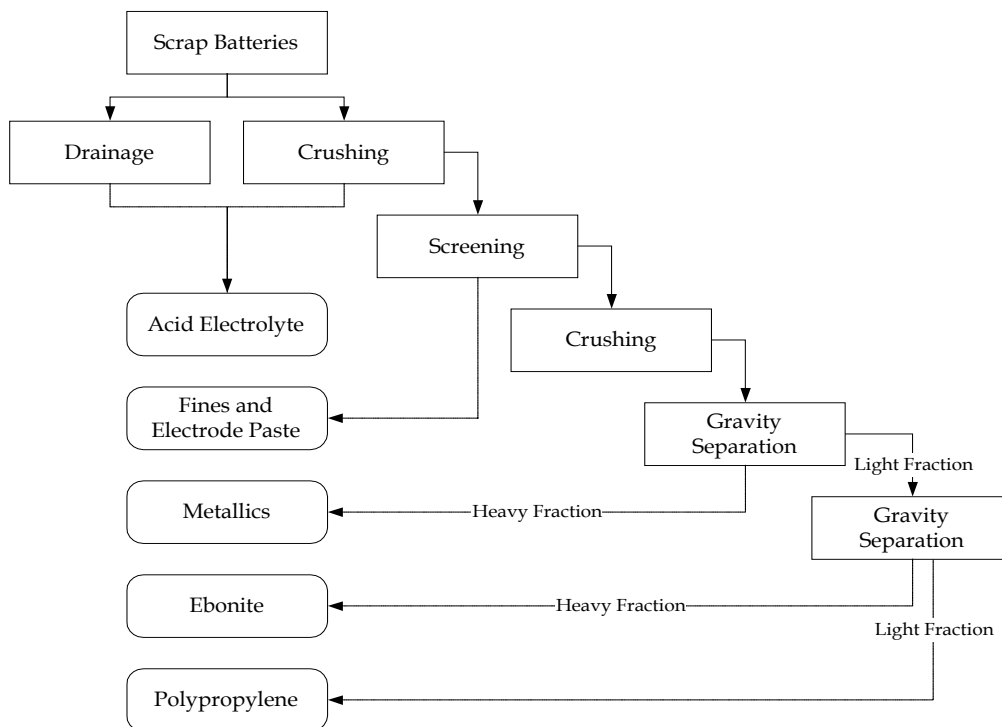 Scrap Batteries
Drainage
Crushing
Screening
Acid Electrolyte
Crushing
Fines and
Electrode Paste
Gravity
Separation
Light Fraction
Metallics
Heavy Fraction
Gravity
Separation
Ebonite
Heavy Fraction
Light Fraction
Polypropylene